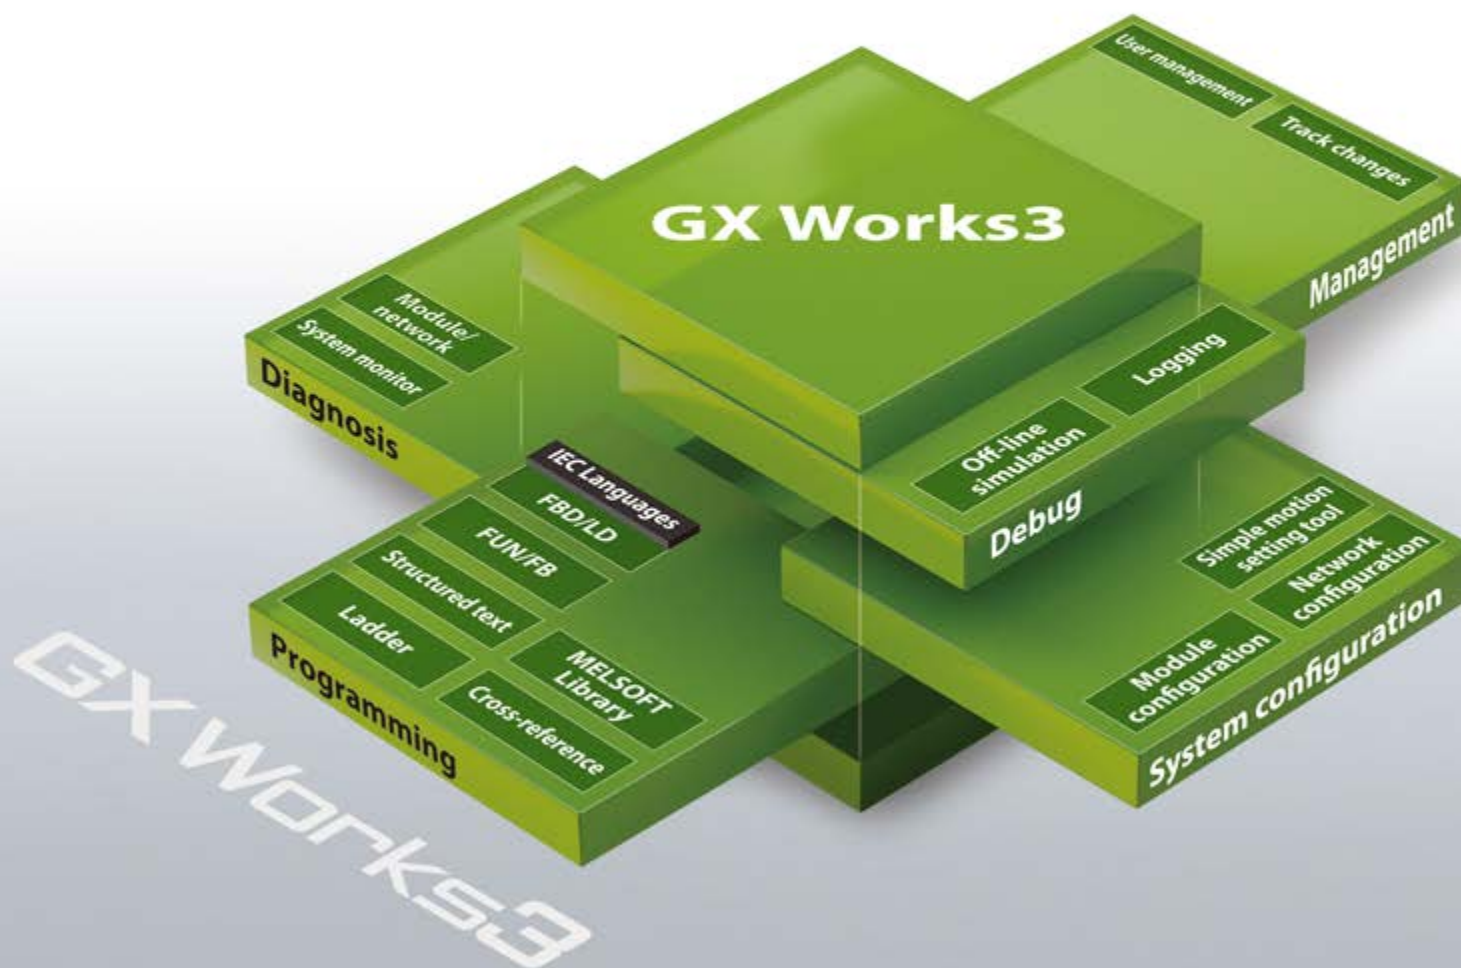 User management
Track changes
Management
GX Works3
Module/
network
System monitor
Diagnosis
Logging
Off-line
simulation
Debug
IEC Languages
FBD/LD
FUN/FB
Structured text
Ladder
MELSOFT
Library
Cross-reference
Programming
Simple motion
setting tool
Network
configuration
Module
configuration
System configuration
GX Works3